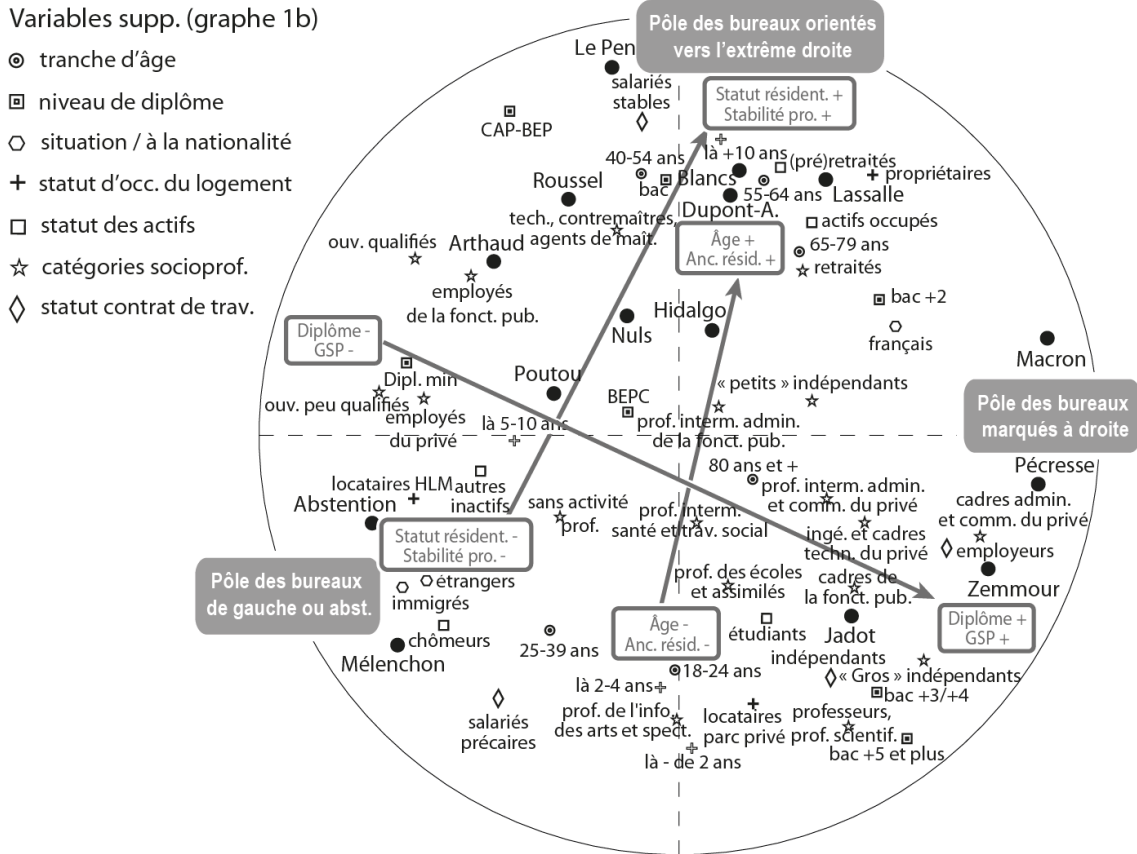 Variables supp. (graphe 1b)
tranche d'âge
niveau de diplôme
situation / à la nationalité
statut d'occ. du logement
statut des actifs
catégories socioprof.
statut contrat de trav.
Pôle des bureaux orientés
vers l'extrême droite
Le Pen
salariés
stables
Statut résident. +
Stabilité pro. +
CAP-BEP
40-54 ans
là +10 ans
(pré)retraités
propriétaires
Roussel
bac
Blancs
55-64 ans
Lassalle
Dupont-A.
tech., contremaîtres,
agents de maît.
actifs occupés
ouv. qualifiés
Arthaud
Âge +
Anc. résid. +
65-79 ans
retraités
employés
de la fonct. pub.
bac +2
Nuls
Hidalgo
français
Diplôme -
GSP -
Macron
Dipl. min
Poutou
« petits » indépendants
ouv. peu qualifiés
employés
du privé
BEPC
prof. interm. admin.
de la fonct. pub.
Pôle des bureaux
marqués à droite
là 5-10 ans
80 ans et +
Pécresse
locataires HLM
autres
inactifs
prof. interm. admin.
et comm. du privé
cadres admin.
et comm. du privé
Abstention
sans activité
prof.
prof. interm.
santé et trav. social
ingé. et cadres
techn. du privé
Statut résident. -
Stabilité pro. -
employeurs
Pôle des bureaux
de gauche ou abst.
étrangers
immigrés
prof. des écoles
et assimilés
cadres de
la fonct. pub.
Zemmour
Âge -
Anc. résid. -
Diplôme +
GSP +
chômeurs
25-39 ans
étudiants
Jadot
Mélenchon
indépendants
18-24 ans
« Gros » indépendants
là 2-4 ans
bac +3/+4
salariés
précaires
prof. de l'info.
des arts et spect.
locataires
parc privé
professeurs,
prof. scientif.
là - de 2 ans
bac +5 et plus